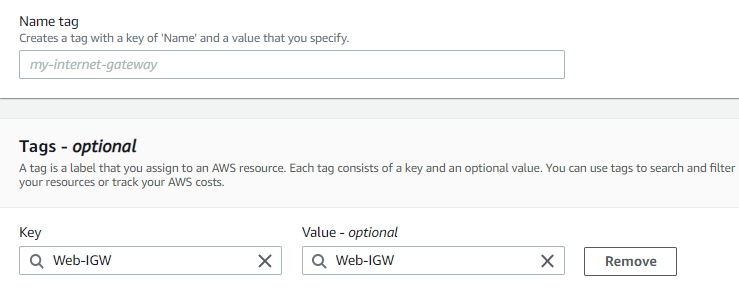 Name tag
Creates a tag with a key of 'Name' and a value that you specify.
my-internet-gateway
Tags - optional
A tag is a label that you assign to an AWS resource. Each tag consists of a key and an optional value. You can use tags to search and filter
your resources or track your AWS costs.
Key
Value - optional
Web-IGW
Web-IGW
Remove